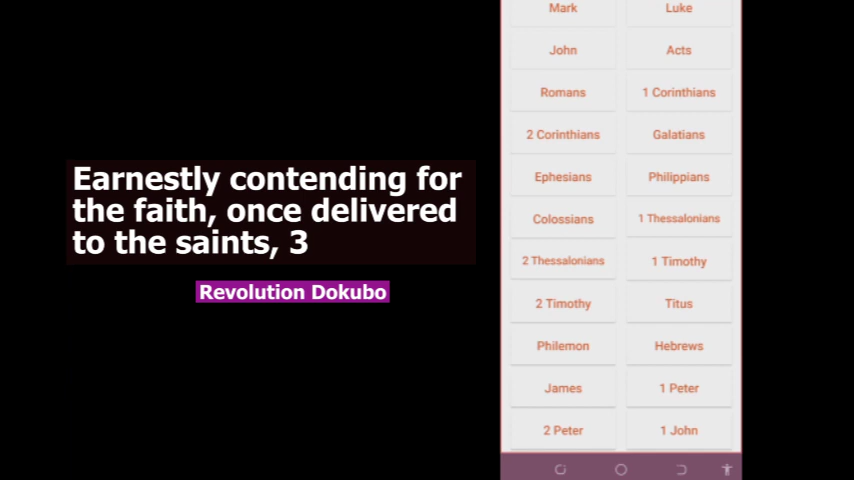 Earnestly contending for
the faith, once delivered
to the saints, 3
Revolution Dokubo
Mark Luke
John Acts
Romans 1 Corinthians
2 Corinthians Galatians
Ephesians Philippians
Colossians 1 Thessalonians
2 Thessalonians 1 Timothy
2 Timothy Titus
Philemon Hebrews
James 1 Peter
2 Peter 1 John